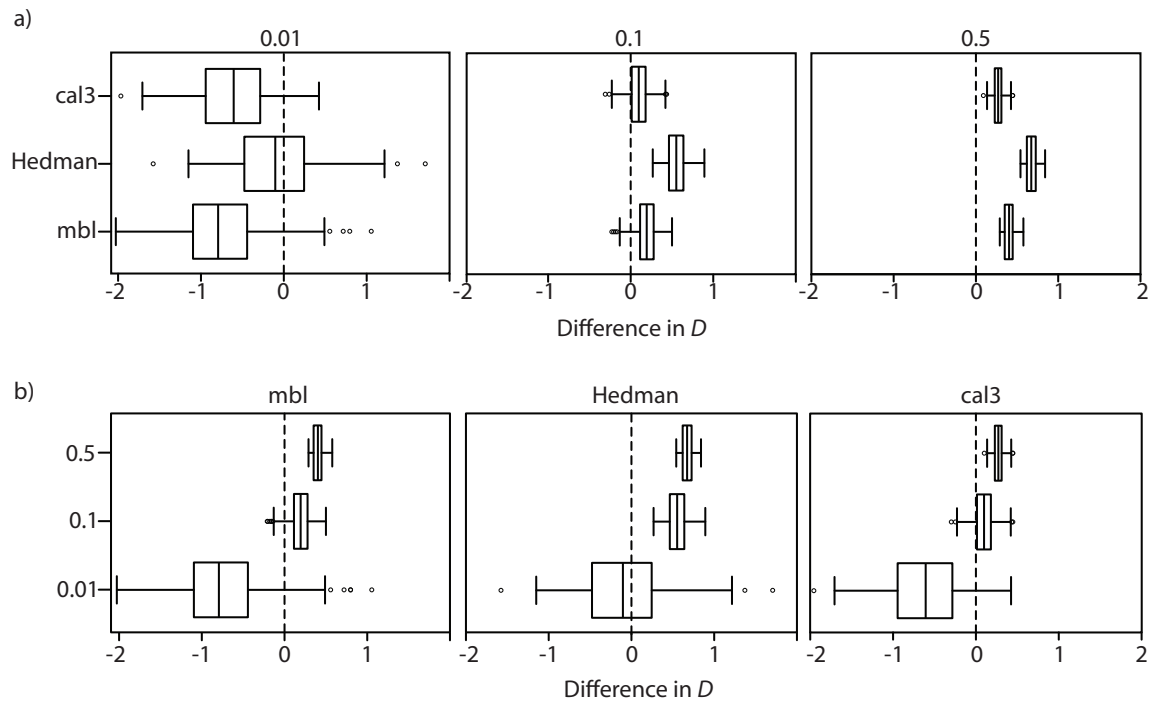 a)
0.01 0.1 0.5
cal3
Hedman
mbl
-2 -1 0 1 -2 -1 0 1 -2 -1 0 1 2
Difference in D
b)
mbl Hedman cal3
0.5
0.1
0.01
-2 -1 0 -2 -1 0 1 -2 -1 0 1 2
Difference in D